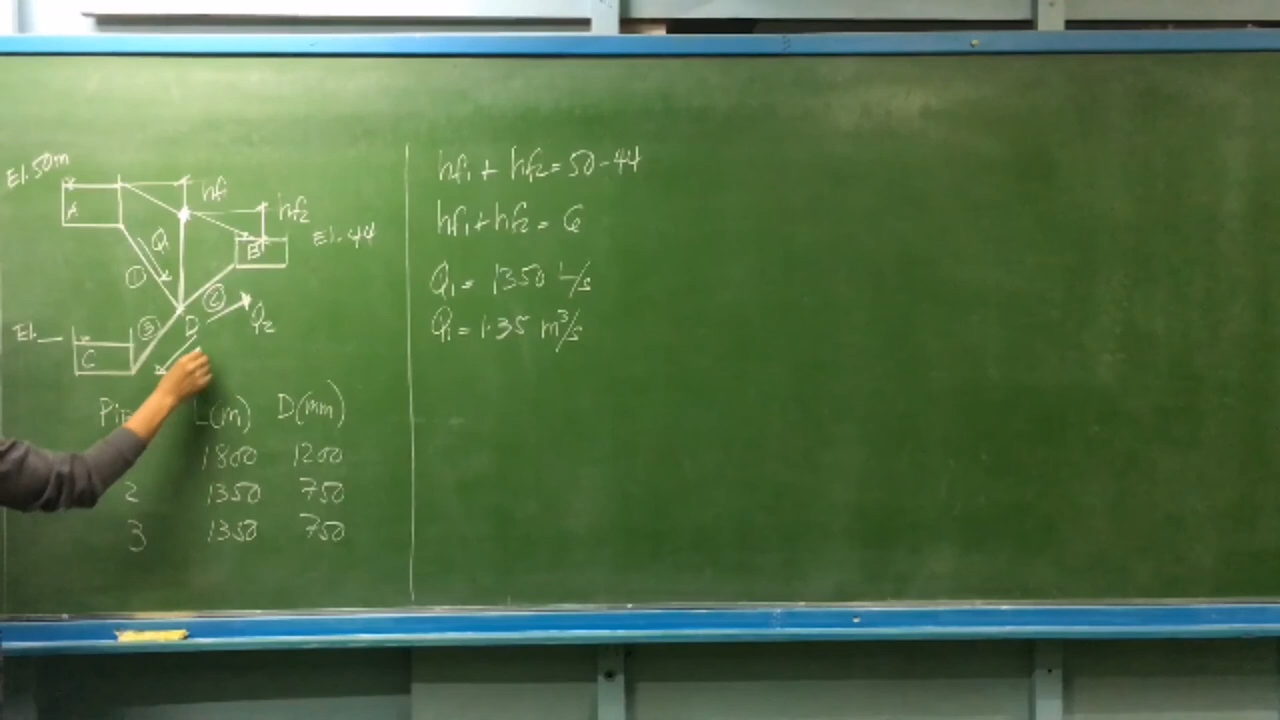 El. 50m
A
hf1
hf2
B
El. 44
Q1
1
2
Q2
D
3
El.
C
L(m) D(mm)
1800 1200
2 1350 750
3 1350 750
hf1 + hf2 = 50-44
hf1 + hf2 = 6
Q1 = 1350 L/s
Q1 = 1.35 m³/s